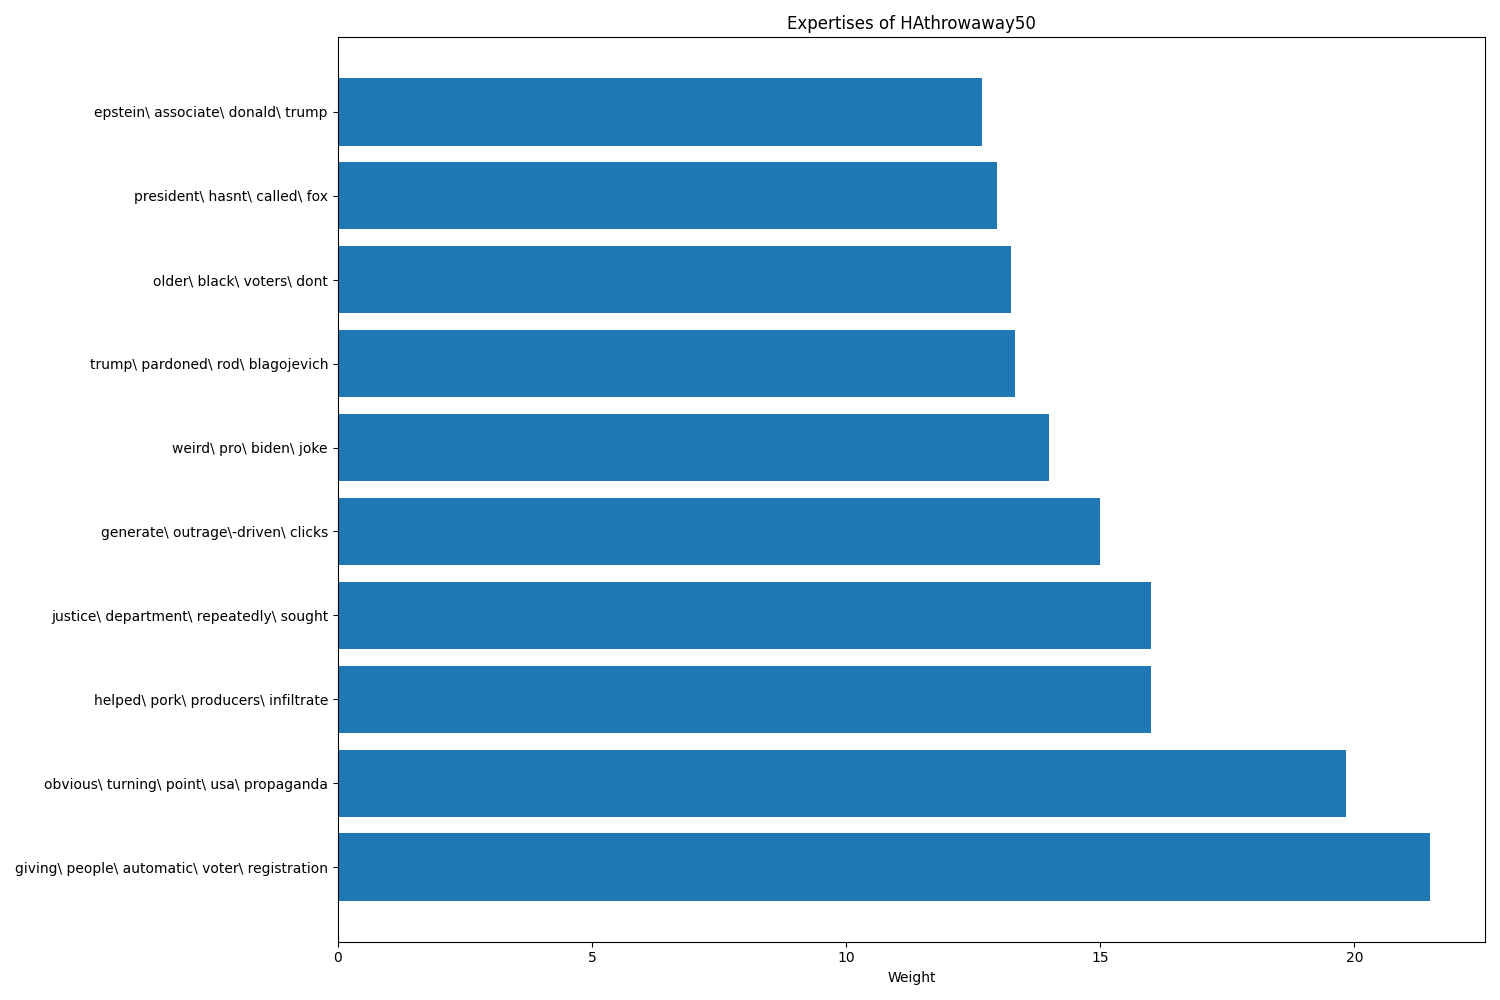 Expertises of HAthrowaway50
epstein\ associate\ donald\ trump
president\ hasnt\ called\ fox
older\ black\ voters\ dont
trump\ pardoned\ rod\ blagojevich
weird\ pro\ biden\ joke
generate\ outrage\-driven\ clicks
justice\ department\ repeatedly\ sought
helped\ pork\ producers\ infiltrate
obvious\ turning\ point\ usa\ propaganda
giving\ people\ automatic\ voter\ registration
0 5 10 15 20
Weight